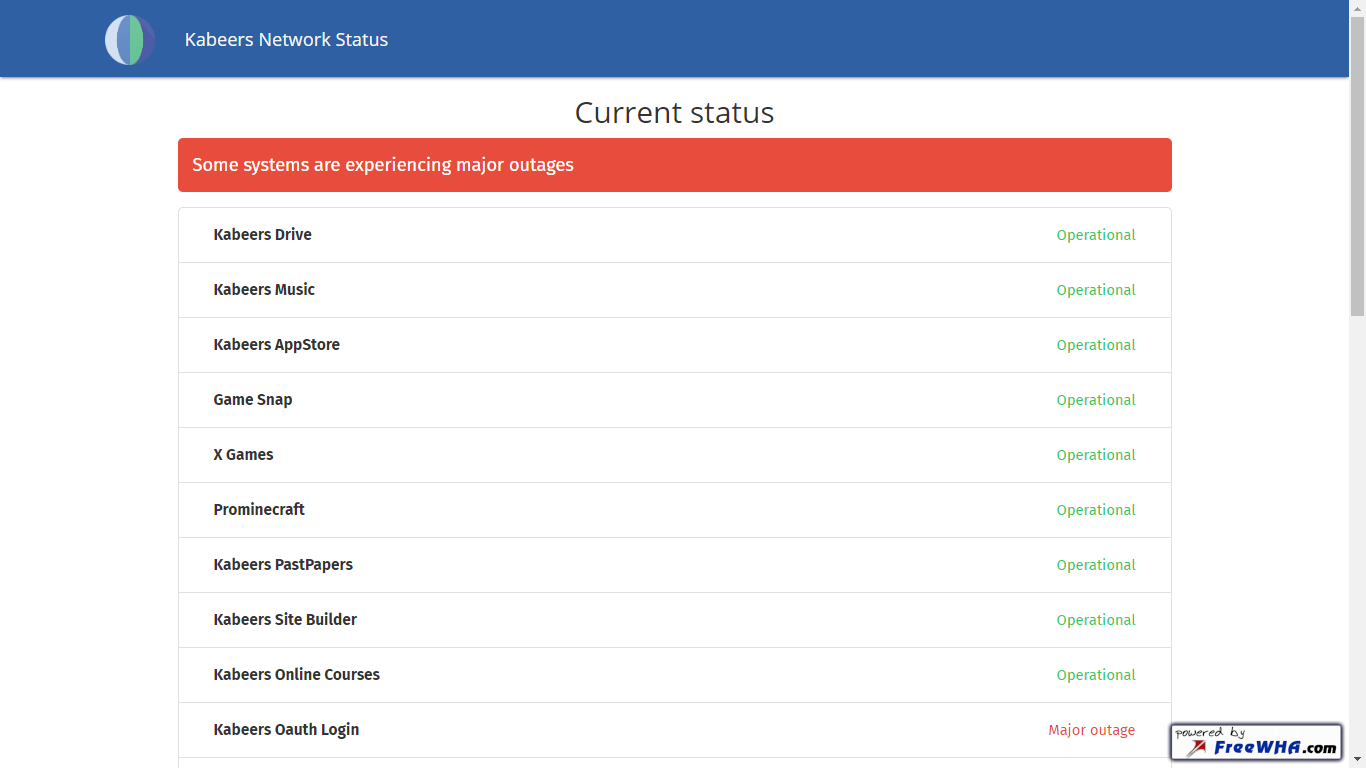 Kabeers Network Status
Current status
Some systems are experiencing major outages
Kabeers Drive Operational
Kabeers Music Operational
Kabeers AppStore Operational
Game Snap Operational
X Games Operational
Prominecraft Operational
Kabeers PastPapers Operational
Kabeers Site Builder Operational
Kabeers Online Courses Operational
Kabeers Oauth Login Major outage
powered by
FreeWHA.com